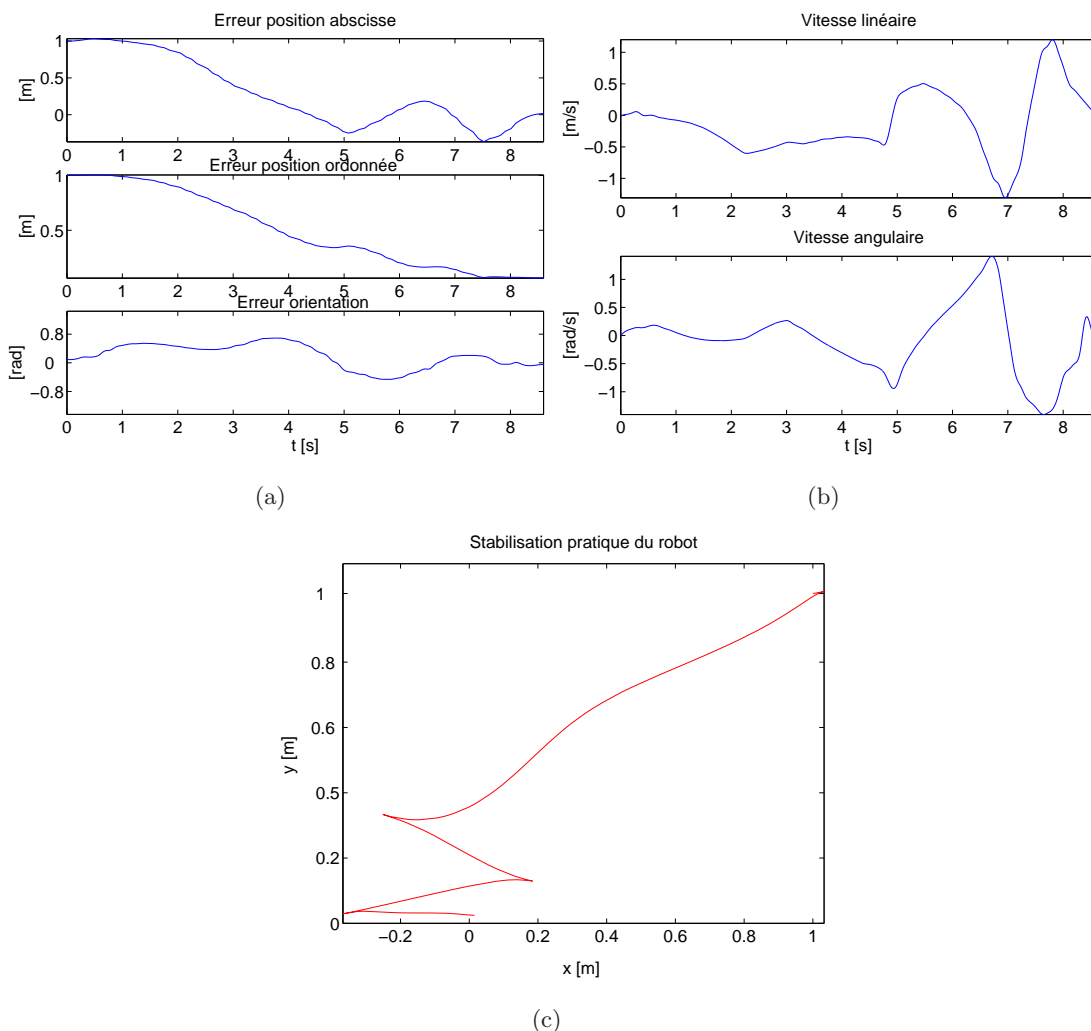 Erreur position abscisse
1
0.5
0
[m]
0 1 2 3 4 5 6 7 8
Erreur position ordonnée
1
0.5
[m]
0 1 2 3 4 5 6 7 8
Erreur orientation
0.8
0
−0.8
[rad]
0 1 2 3 4 5 6 7 8
t [s]
(a)
Vitesse linéaire
1
0.5
0
−0.5
−1
[m/s]
0 1 2 3 4 5 6 7 8
Vitesse angulaire
1
0.5
0
−0.5
−1
[rad/s]
0 1 2 3 4 5 6 7 8
t [s]
(b)
Stabilisation pratique du robot
1
0.8
0.6
0.5
0.2
0
y [m]
−0.2 0 0.2 0.4 0.6 0.8 1
x [m]
(c)